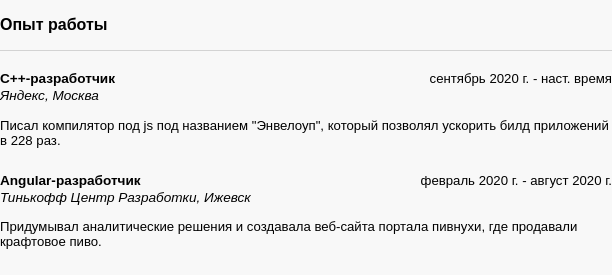 Опыт работы
C++-разработчик сентябрь 2020 г. - наст. время
Яндекс, Москва
Писал компилятор под js под названием "Энвелоуп", который позволял ускорить билд приложений
в 228 раз.
Angular-разработчик февраль 2020 г. - август 2020 г.
Тинькофф Центр Разработки, Ижевск
Придумывал аналитические решения и создавала веб-сайта портала пивнухи, где продавали
крафтовое пиво.